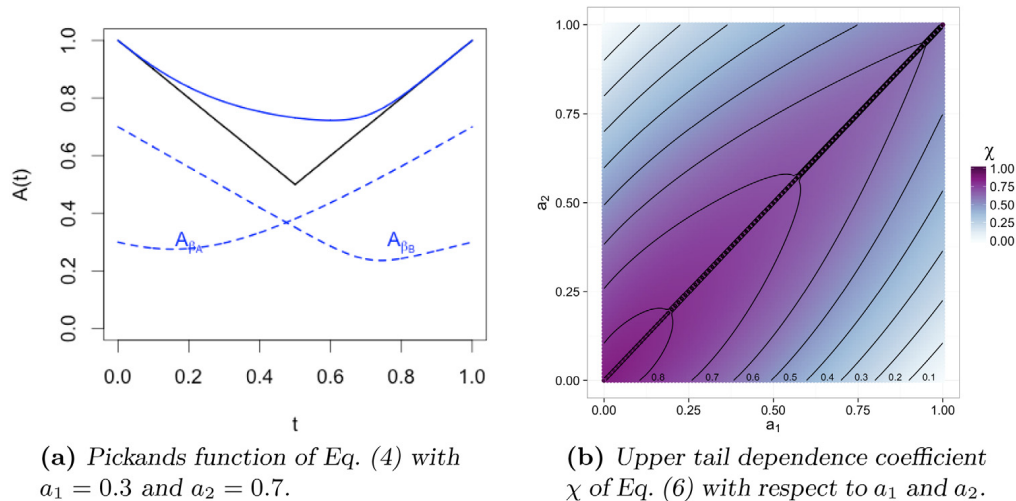 1.0
0.8
0.6
0.4
0.2
0.0
A(t)
A_{β_A}
A_{β_B}
0.0 0.2 0.4 0.6 0.8 1.0
t
(a) Pickands function of Eq. (4) with
a₁ = 0.3 and a₂ = 0.7.
1.00
0.75
0.50
0.25
0.00
a₂
0.8 0.7 0.6 0.5 0.4 0.3 0.2 0.1
0.00 0.25 0.50 0.75 1.00
a₁
χ
1.00
0.75
0.50
0.25
0.00
(b) Upper tail dependence coefficient
χ of Eq. (6) with respect to a₁ and a₂.